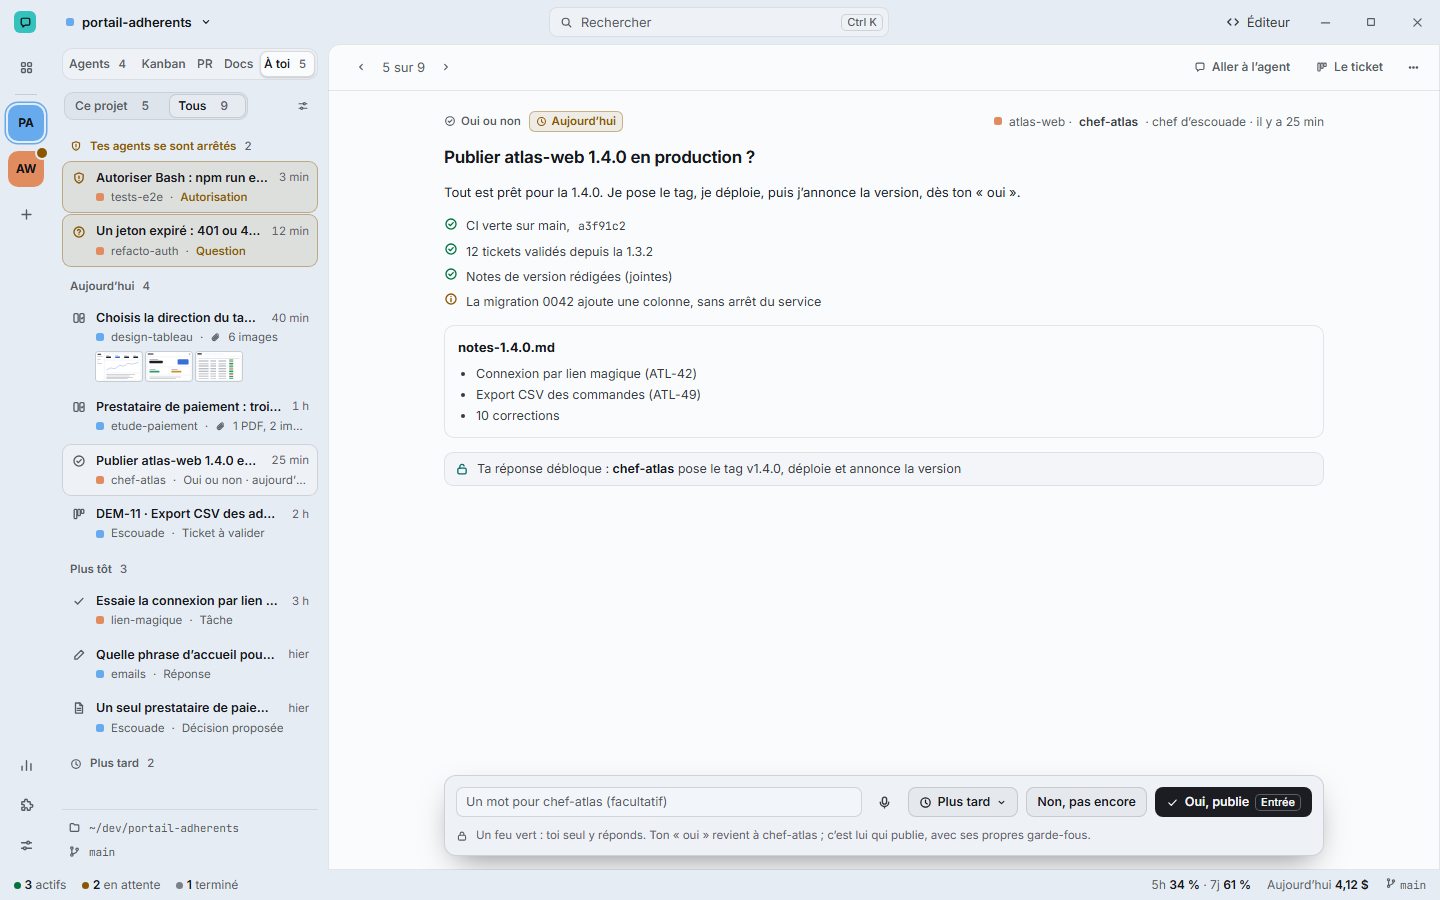 portail-adherents
Rechercher Ctrl K
Éditeur
Agents 4 Kanban PR Docs À toi 5
PA
AW
Ce projet 5 Tous 9
Tes agents se sont arrêtés 2
Autoriser Bash : npm run e... 3 min
tests-e2e · Autorisation
Un jeton expiré : 401 ou 4... 12 min
refacto-auth · Question
Aujourd’hui 4
Choisis la direction du ta... 40 min
design-tableau · 6 images
Prestataire de paiement : troi... 1 h
etude-paiement · 1 PDF, 2 im...
Publier atlas-web 1.4.0 e... 25 min
chef-atlas · Oui ou non · aujourd’...
DEM-11 · Export CSV des ad... 2 h
Escouade · Ticket à valider
Plus tôt 3
Essaie la connexion par lien ... 3 h
lien-magique · Tâche
Quelle phrase d’accueil pou... hier
emails · Réponse
Un seul prestataire de paie... hier
Escouade · Décision proposée
Plus tard 2
~/dev/portail-adherents
main
5 sur 9
Aller à l’agent Le ticket
Oui ou non Aujourd’hui
atlas-web · chef-atlas · chef d’escouade · il y a 25 min
Publier atlas-web 1.4.0 en production ?
Tout est prêt pour la 1.4.0. Je pose le tag, je déploie, puis j’annonce la version, dès ton « oui ».
CI verte sur main, a3f91c2
12 tickets validés depuis la 1.3.2
Notes de version rédigées (jointes)
La migration 0042 ajoute une colonne, sans arrêt du service
notes-1.4.0.md
• Connexion par lien magique (ATL-42)
• Export CSV des commandes (ATL-49)
• 10 corrections
Ta réponse débloque : chef-atlas pose le tag v1.4.0, déploie et annonce la version
Un mot pour chef-atlas (facultatif) Plus tard Non, pas encore Oui, publie Entrée
Un feu vert : toi seul y réponds. Ton « oui » revient à chef-atlas ; c’est lui qui publie, avec ses propres garde-fous.
3 actifs 2 en attente 1 terminé
5h 34 % · 7j 61 % Aujourd’hui 4,12 $ main